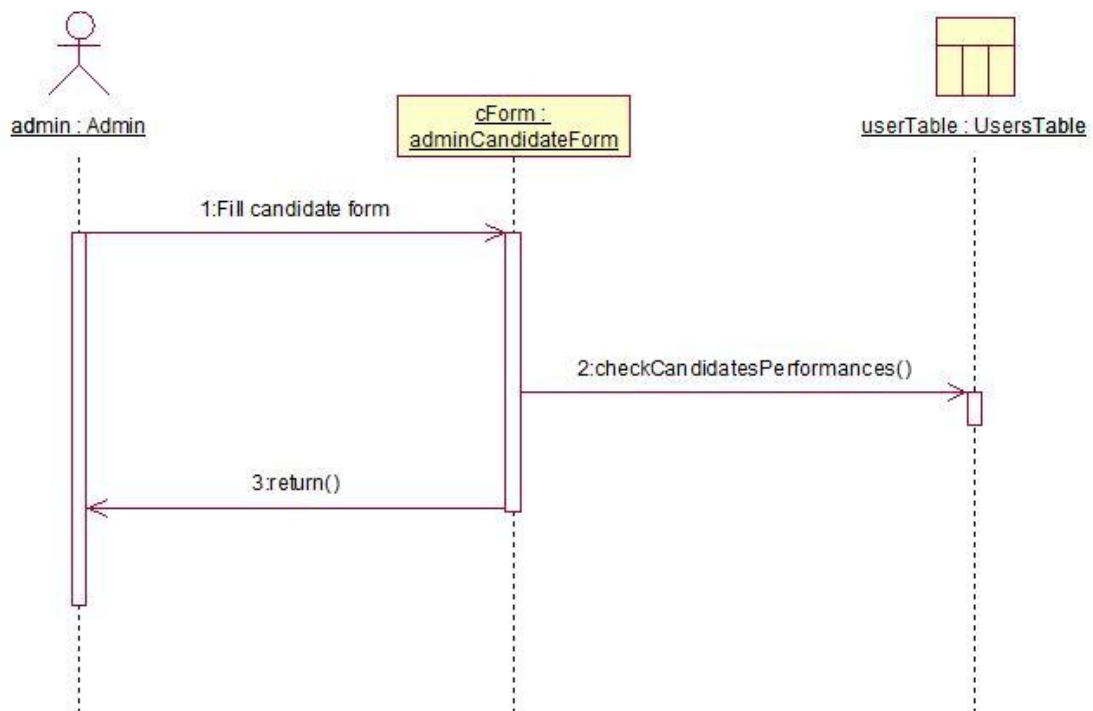 admin : Admin
cForm :
adminCandidateForm
userTable : UsersTable
1:Fill candidate form
2:checkCandidatesPerformances()
3:return()